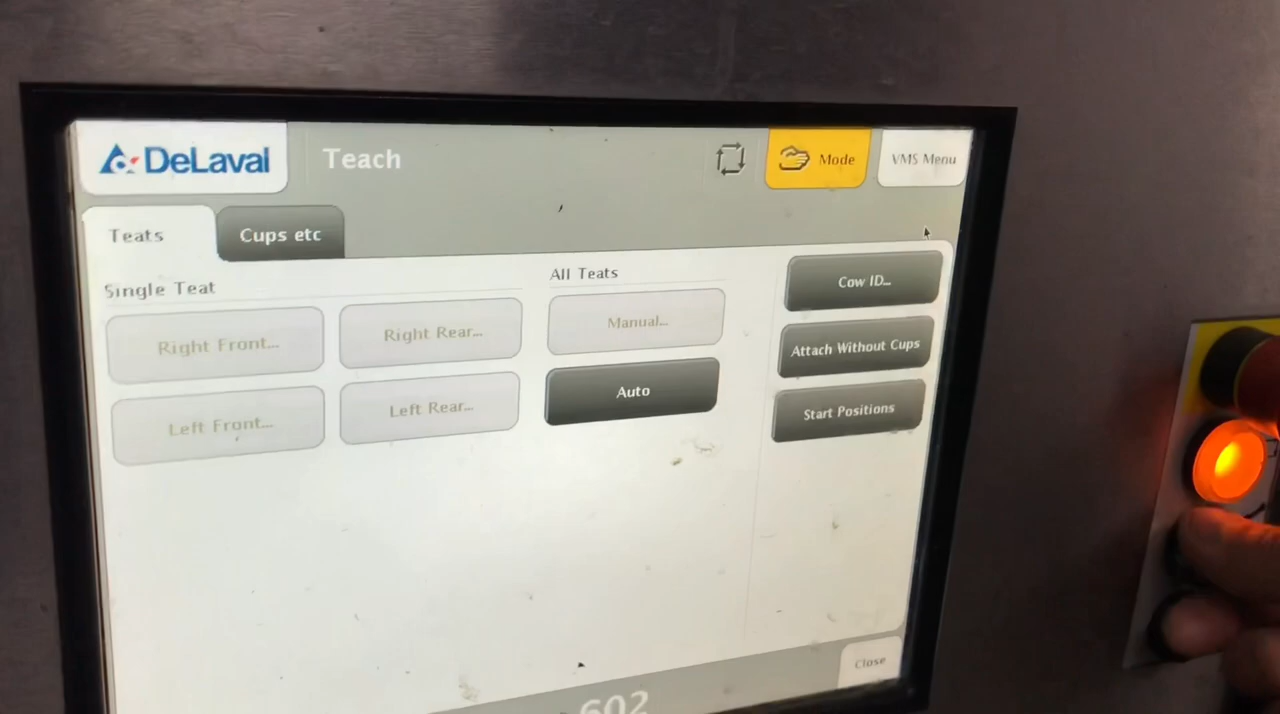 DeLaval
Teach
Mode
VMS Menu
Teats
Cups etc
Single Teat
All Teats
Right Front...
Right Rear...
Manual...
Cow ID...
Left Front...
Left Rear...
Auto
Attach Without Cups
Start Positions
Close
602